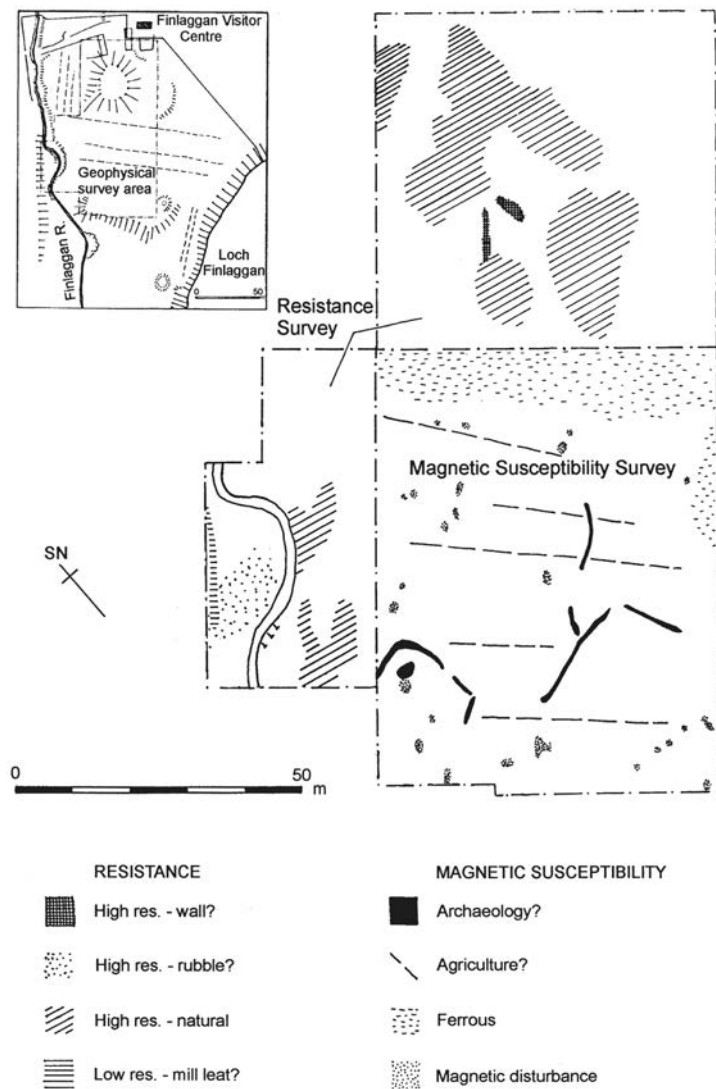 Finlaggan Visitor
Centre
Geophysical
survey area
Finlaggan R.
Loch
Finlaggan
0 50
Resistance
Survey
Magnetic Susceptibility Survey
SN
0 50
m
RESISTANCE
High res. - wall?
High res. - rubble?
High res. - natural
Low res. - mill leat?
MAGNETIC SUSCEPTIBILITY
Archaeology?
Agriculture?
Ferrous
Magnetic disturbance